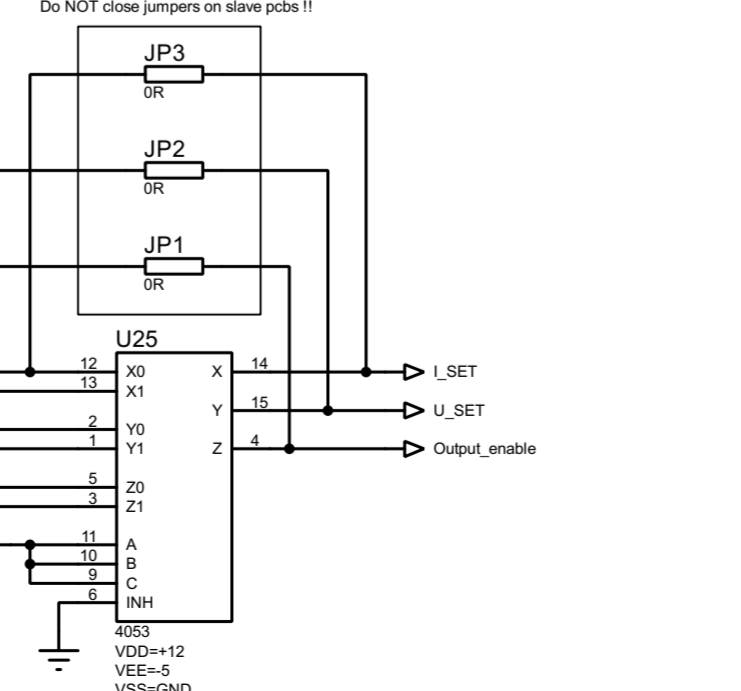 Do NOT close jumpers on slave pcbs !!
JP3
0R
JP2
0R
JP1
0R
U25
12 X0 X 14 I_SET
13 X1
Y 15 U_SET
2 Y0
1 Y1 Z 4 Output_enable
5 Z0
3 Z1
11 A
10 B
9 C
6 INH
4053
VDD=+12
VEE=-5
VSS=GND